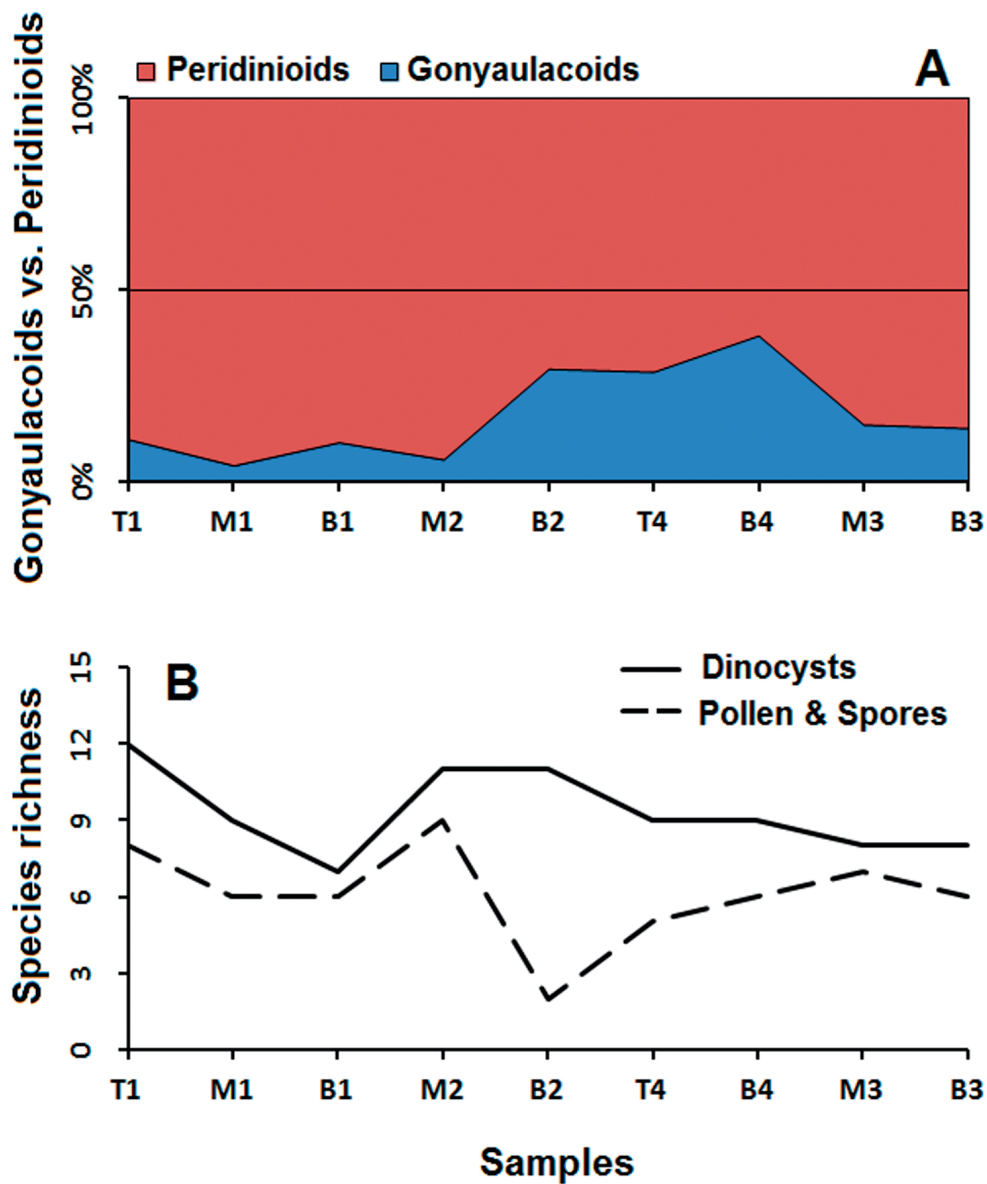 Peridinioids Gonyaulacoids A
Gonyaulacoids vs. Peridinioids
100%
50%
0%
T1 M1 B1 M2 B2 T4 B4 M3 B3
B
Dinocysts
Pollen & Spores
Species richness
15
12
9
6
3
0
T1 M1 B1 M2 B2 T4 B4 M3 B3
Samples